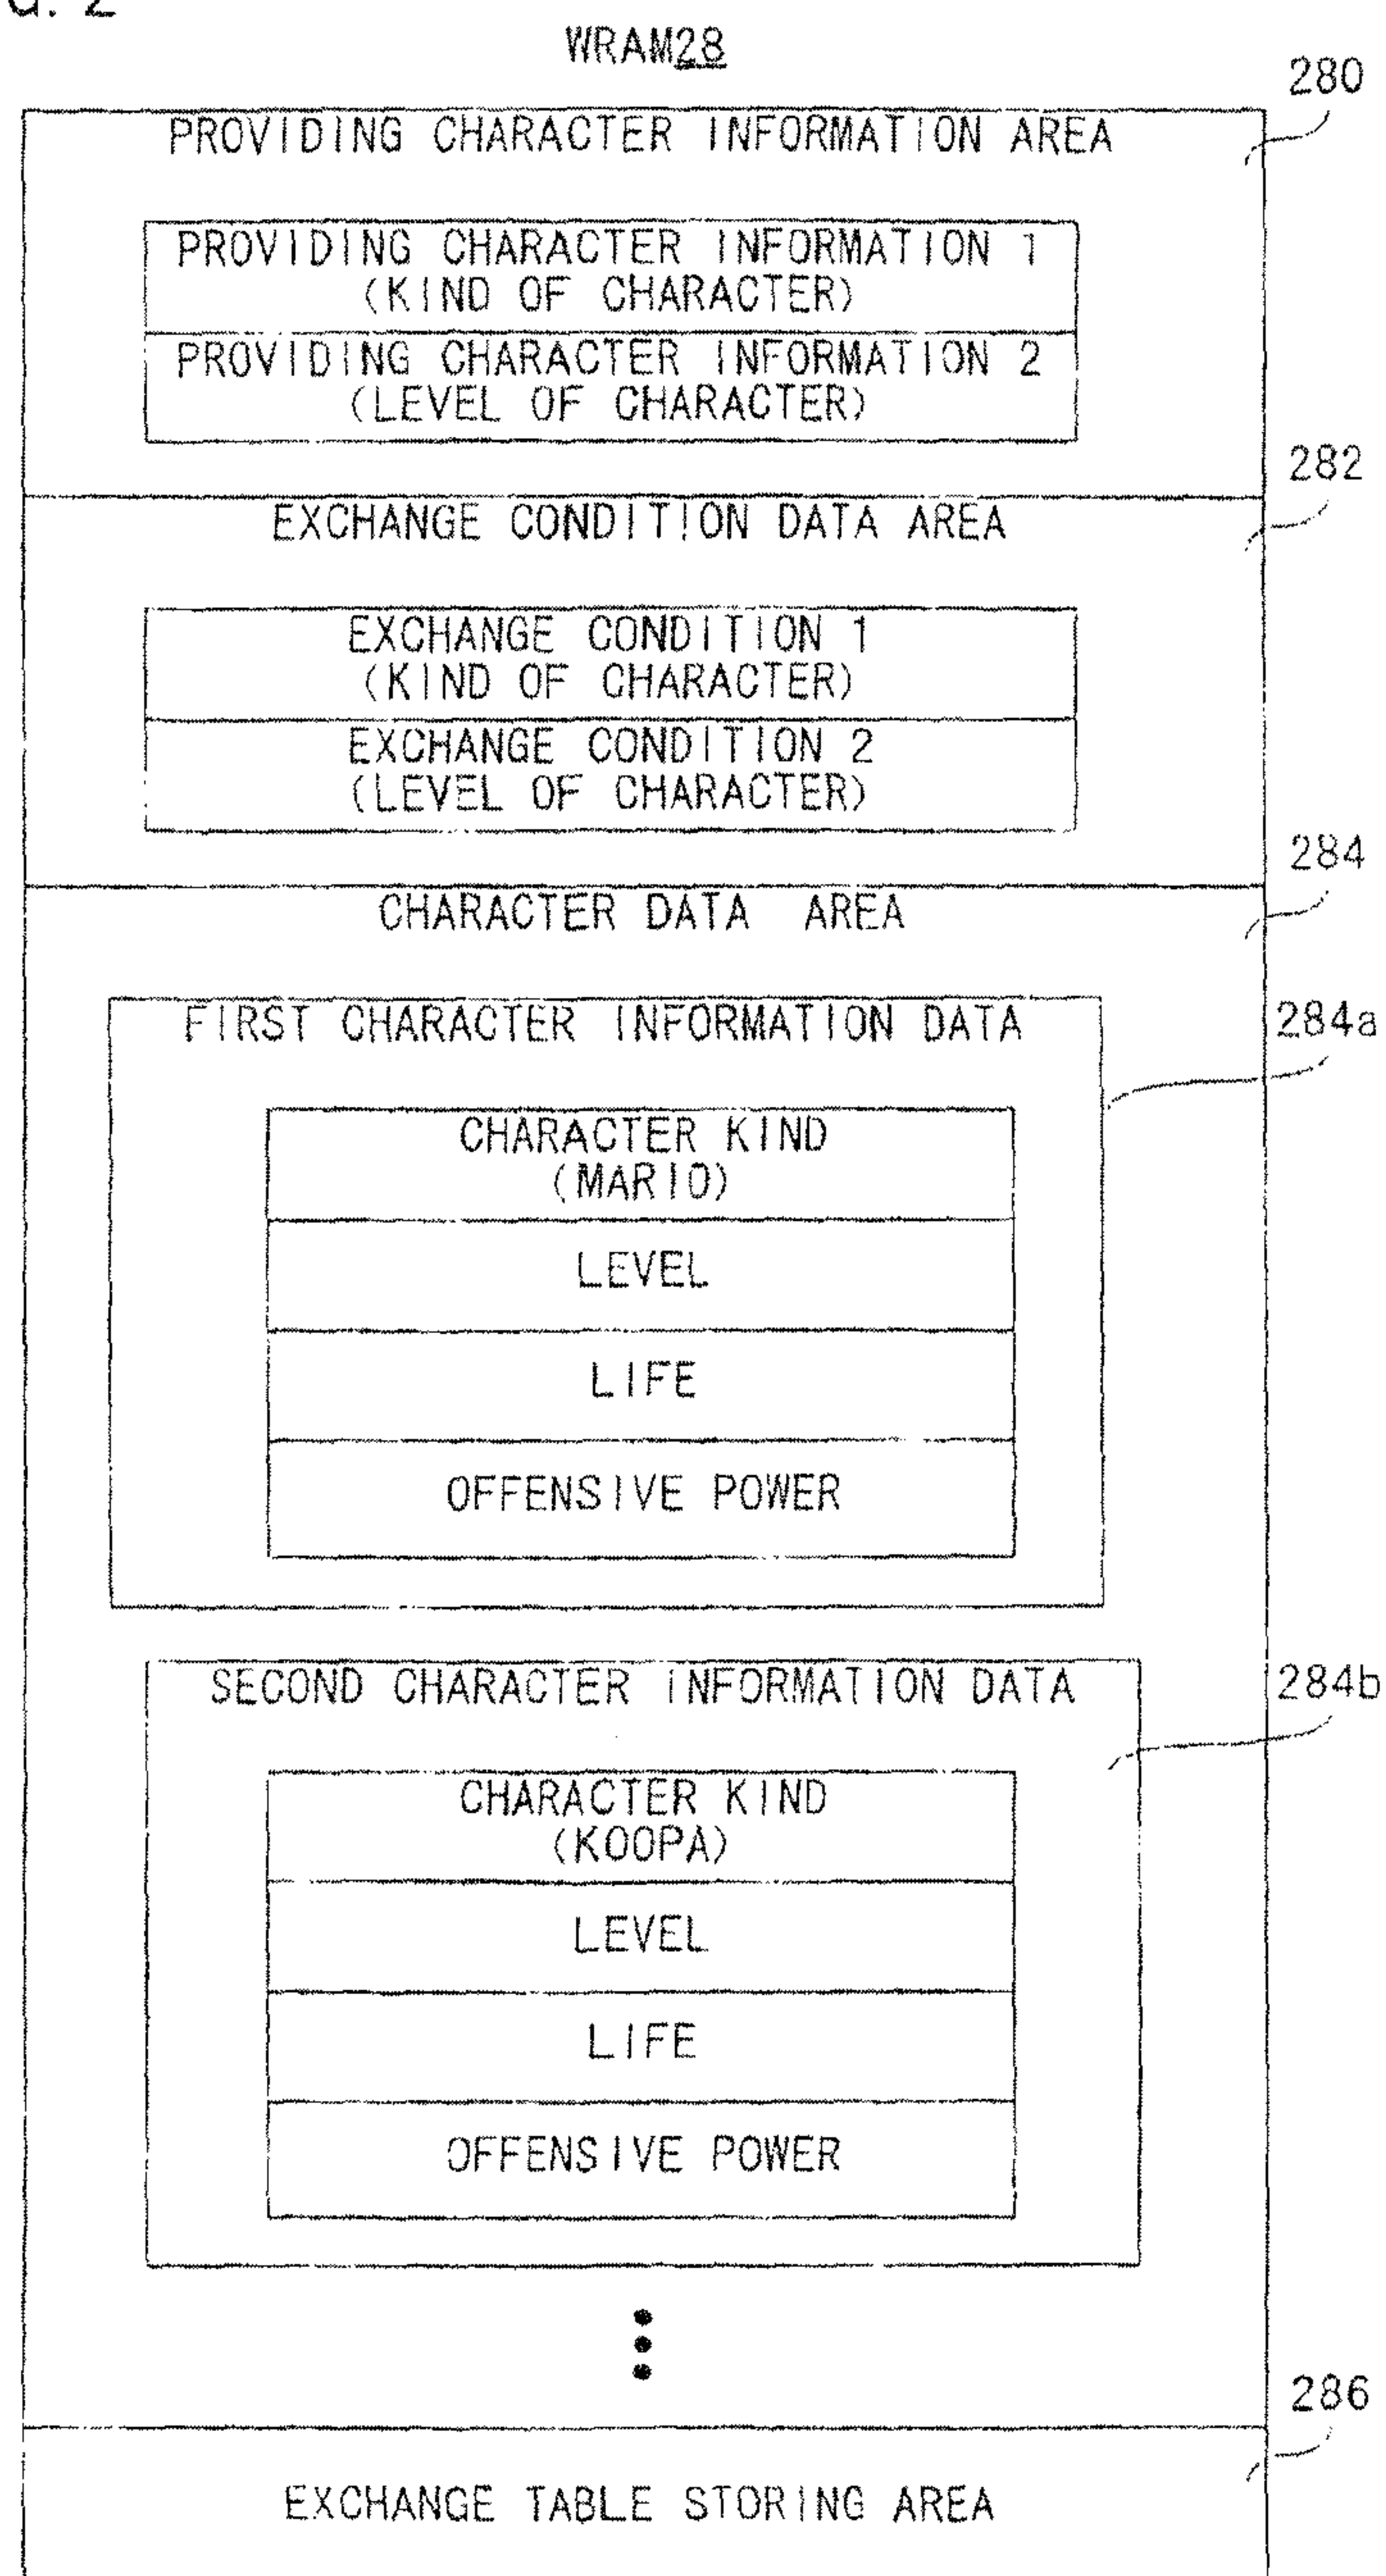 G. 2
WRAM28
280
PROVIDING CHARACTER INFORMATION AREA
PROVIDING CHARACTER INFORMATION 1
(KIND OF CHARACTER)
PROVIDING CHARACTER INFORMATION 2
(LEVEL OF CHARACTER)
282
EXCHANGE CONDITION DATA AREA
EXCHANGE CONDITION 1
(KIND OF CHARACTER)
EXCHANGE CONDITION 2
(LEVEL OF CHARACTER)
284
CHARACTER DATA AREA
FIRST CHARACTER INFORMATION DATA
284a
CHARACTER KIND
(MARIO)
LEVEL
LIFE
OFFENSIVE POWER
SECOND CHARACTER INFORMATION DATA
284b
CHARACTER KIND
(KOOPA)
LEVEL
LIFE
OFFENSIVE POWER
286
EXCHANGE TABLE STORING AREA